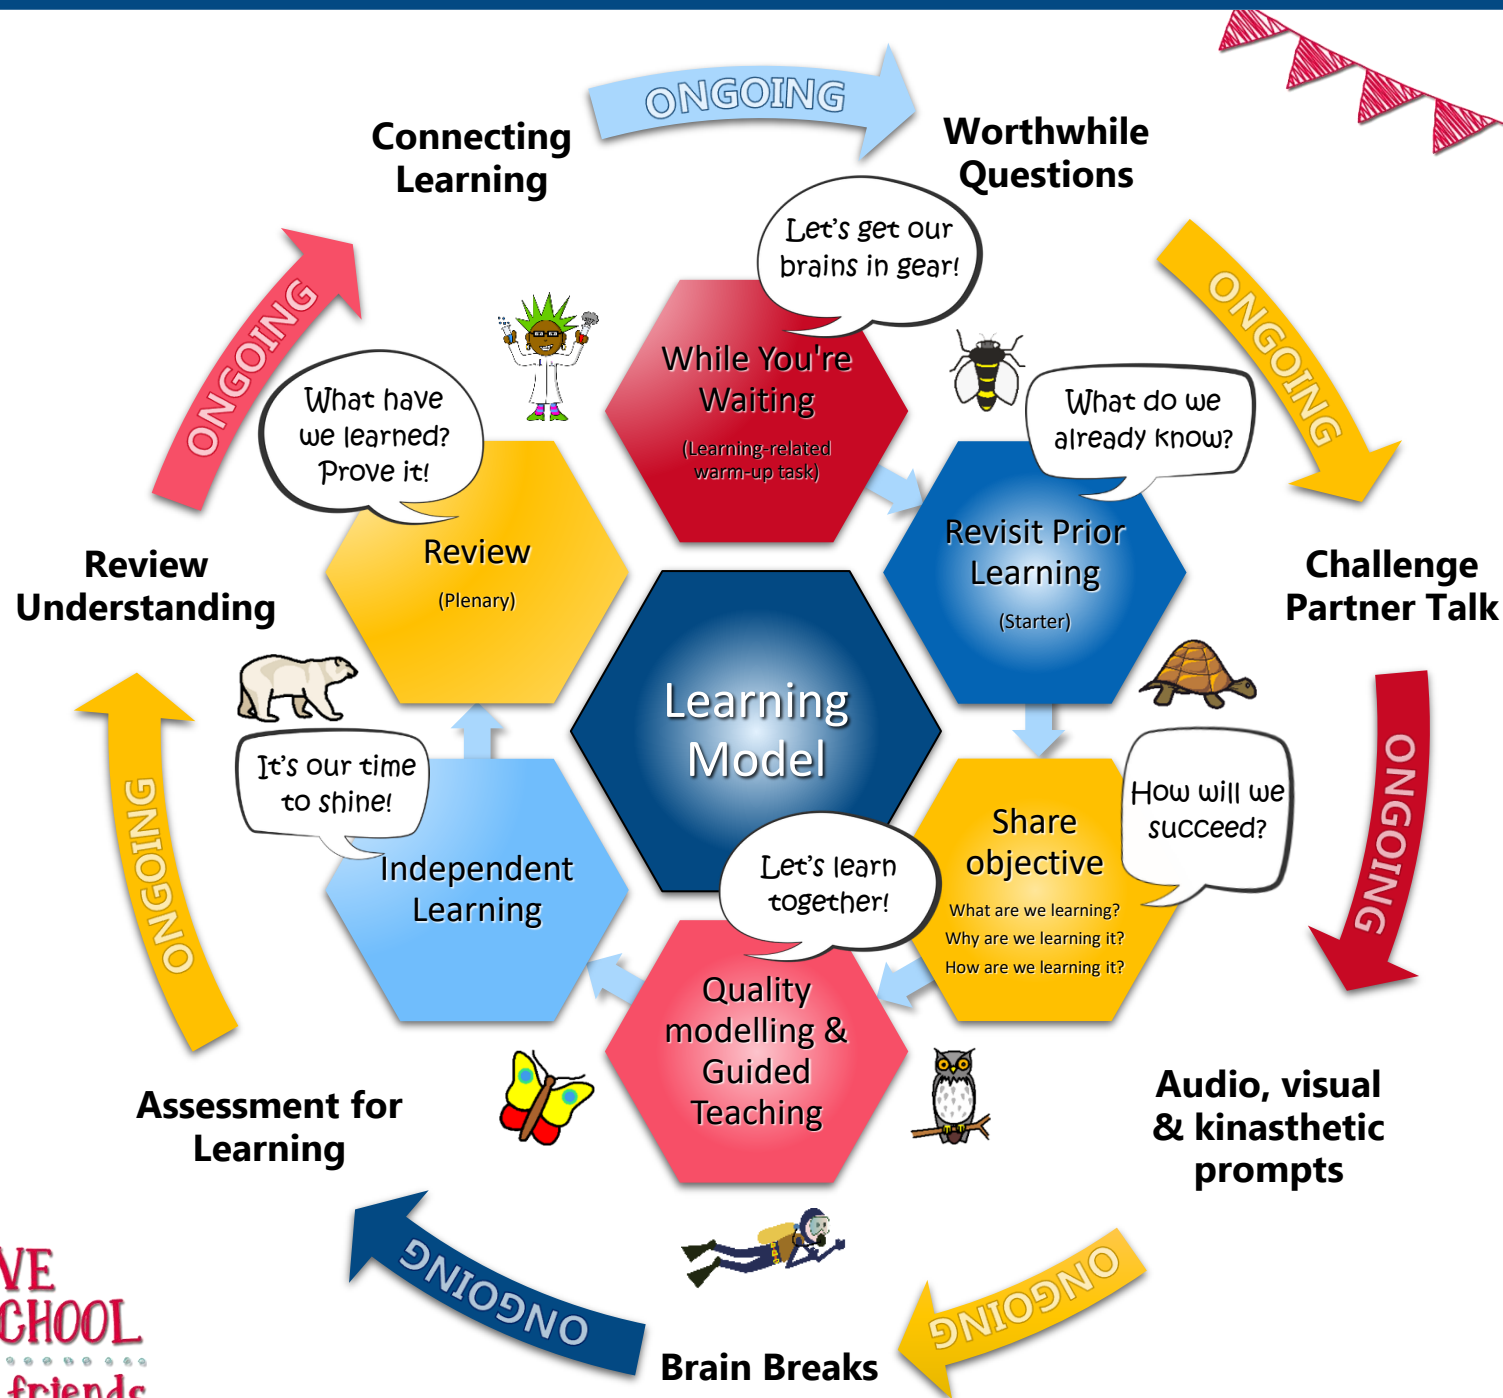 ONGOING
Connecting
Learning
Worthwhile
Questions
Let's get our
brains in gear!
While You're
Waiting
(Learning-related
warm-up task)
ONGOING
What do we
already know?
Revisit Prior
Learning
(Starter)
Challenge
Partner Talk
ONGOING
How will we
succeed?
Share
objective
What are we learning?
Why are we learning it?
How are we learning it?
Audio, visual
& kinasthetic
prompts
ONGOING
Let's learn
together!
Quality
modelling &
Guided
Teaching
Brain Breaks
ONGOING
Assessment for
Learning
It's our time
to shine!
Independent
Learning
ONGOING
Review
Understanding
What have
we learned?
Prove it!
Review
(Plenary)
ONGOING
Learning
Model
friends